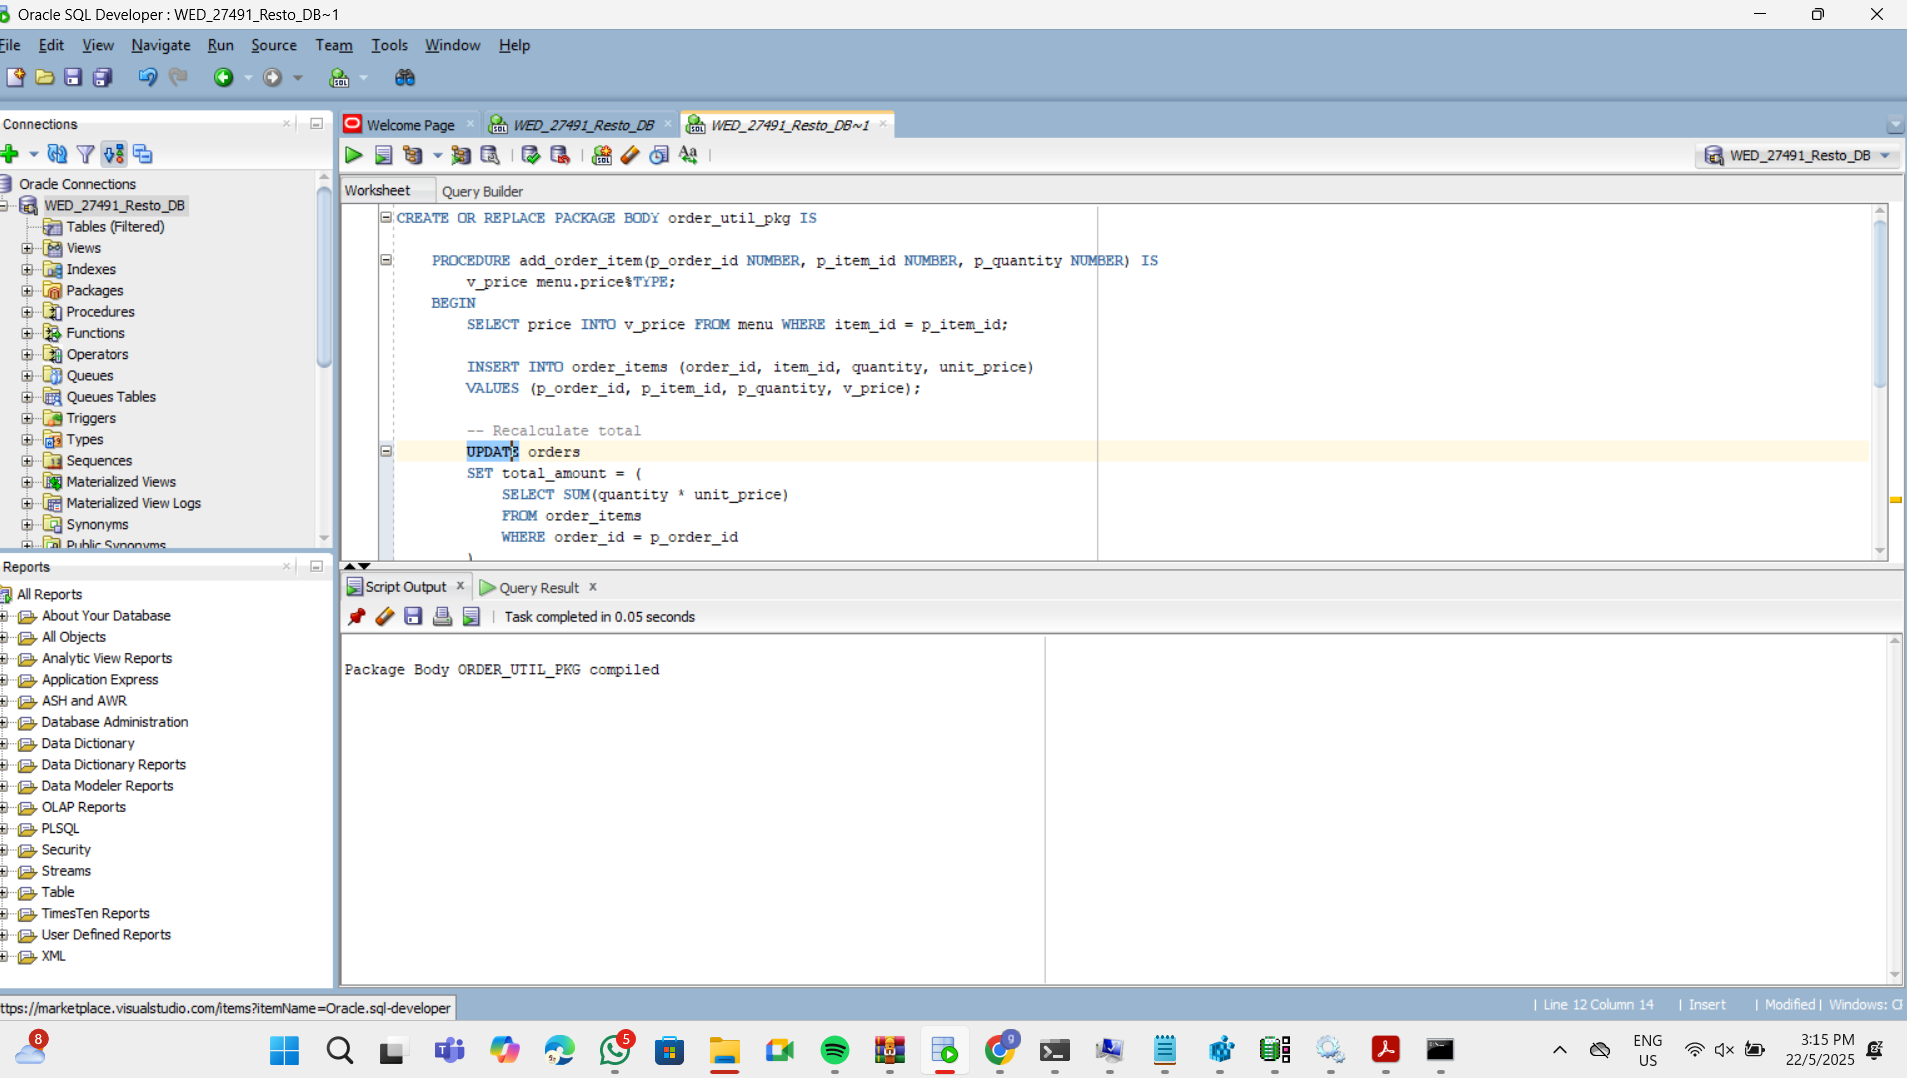 Oracle SQL Developer : WED_27491_Resto_DB~1
File Edit View Navigate Run Source Team Tools Window Help
Connections
Oracle Connections
WED_27491_Resto_DB
Tables (Filtered)
Views
Indexes
Packages
Procedures
Functions
Operators
Queues
Queues Tables
Triggers
Types
Sequences
Materialized Views
Materialized View Logs
Synonyms
Public Synonyms
Reports
All Reports
About Your Database
All Objects
Analytic View Reports
Application Express
ASH and AWR
Database Administration
Data Dictionary
Data Dictionary Reports
Data Modeler Reports
OLAP Reports
PLSQL
Security
Streams
Table
TimesTen Reports
User Defined Reports
XML
Welcome Page WED_27491_Resto_DB WED_27491_Resto_DB~1
WED_27491_Resto_DB
Worksheet Query Builder
CREATE OR REPLACE PACKAGE BODY order_util_pkg IS
PROCEDURE add_order_item(p_order_id NUMBER, p_item_id NUMBER, p_quantity NUMBER) IS
v_price menu.price%TYPE;
BEGIN
SELECT price INTO v_price FROM menu WHERE item_id = p_item_id;
INSERT INTO order_items (order_id, item_id, quantity, unit_price)
VALUES (p_order_id, p_item_id, p_quantity, v_price);
-- Recalculate total
UPDATE orders
SET total_amount = (
SELECT SUM(quantity * unit_price)
FROM order_items
WHERE order_id = p_order_id
)
Script Output Query Result
Task completed in 0.05 seconds
Package Body ORDER_UTIL_PKG compiled
ttps://marketplace.visualstudio.com/items?itemName=Oracle.sql-developer
Line 12 Column 14 | Insert | Modified | Windows: C
8
5
9
ENG
US
3:15 PM
22/5/2025